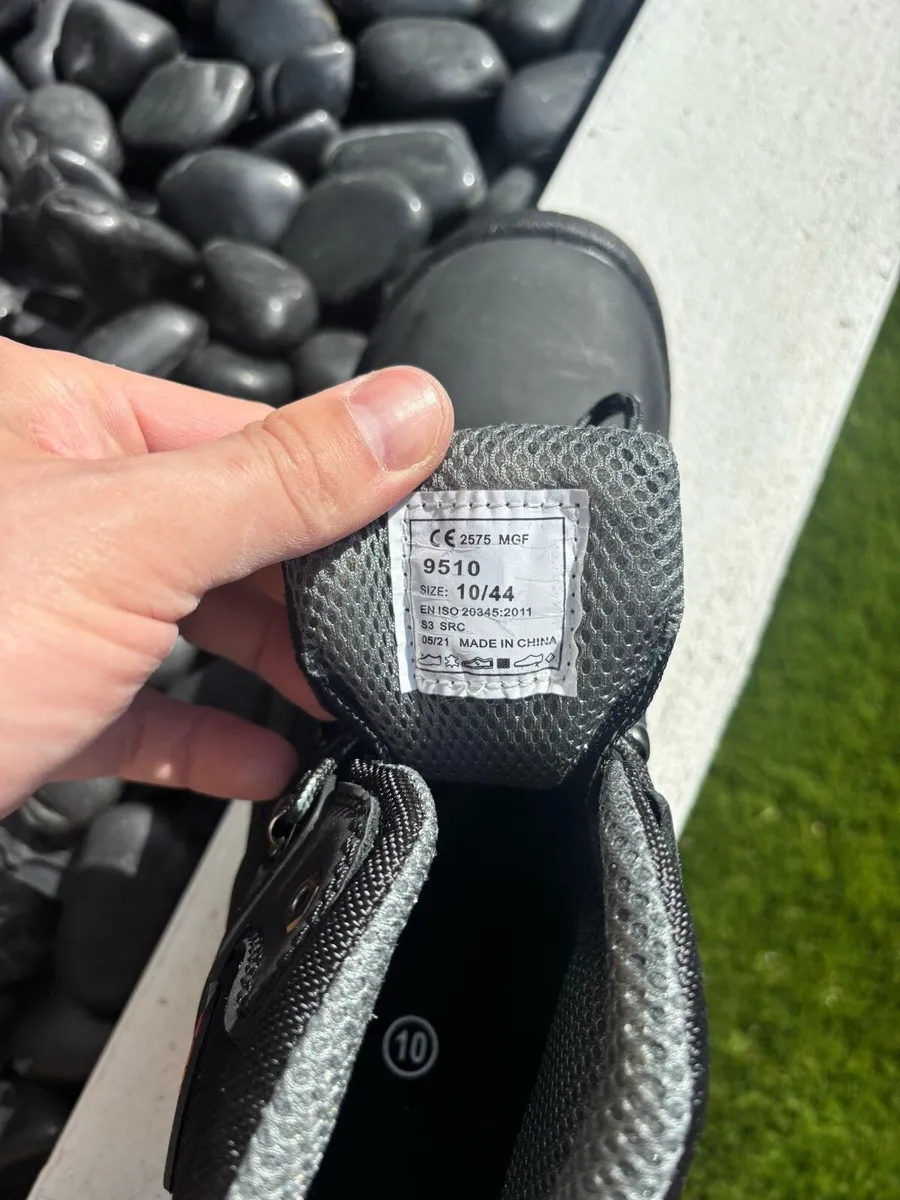 CE 2575 MGF
9510
SIZE: 10/44
EN ISO 20345:2011
S3 SRC
05/21 MADE IN CHINA
10